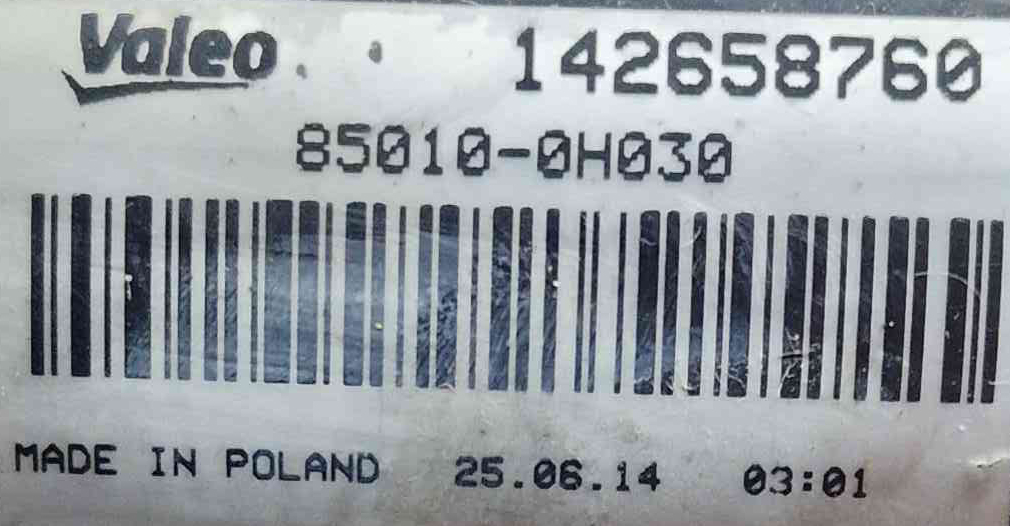 Valeo 142658760
85010-0H030
MADE IN POLAND 25.06.14 03:01